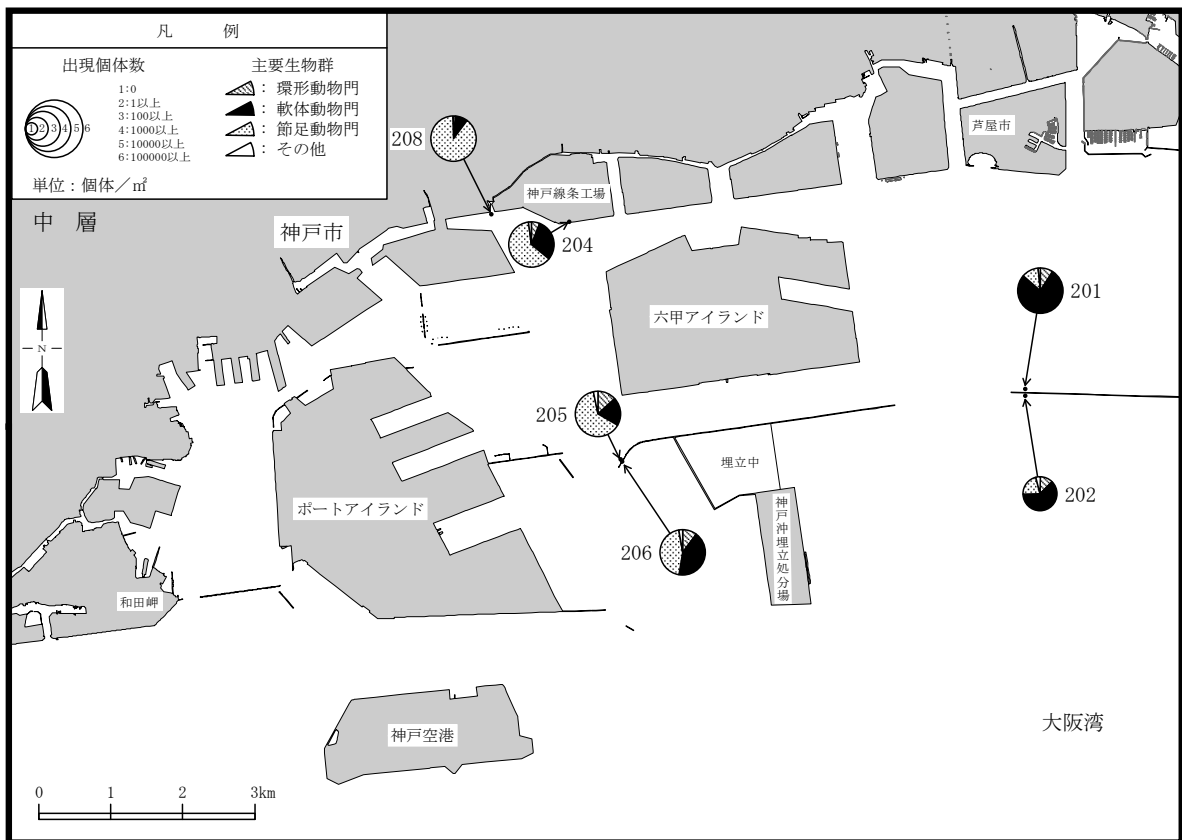 凡 例
出現個体数
1:0
2:1以上
3:100以上
4:1000以上
5:10000以上
6:100000以上
1 2 3 4 5 6
単位：個体／㎡
主要生物群
：環形動物門
：軟体動物門
：節足動物門
：その他
中 層
神戸市
208
神戸線条工場
204
芦屋市
N
六甲アイランド
201
205
埋立中
ポートアイランド
202
206
神戸沖埋立処分場
和田岬
神戸空港
大阪湾
0 1 2 3km